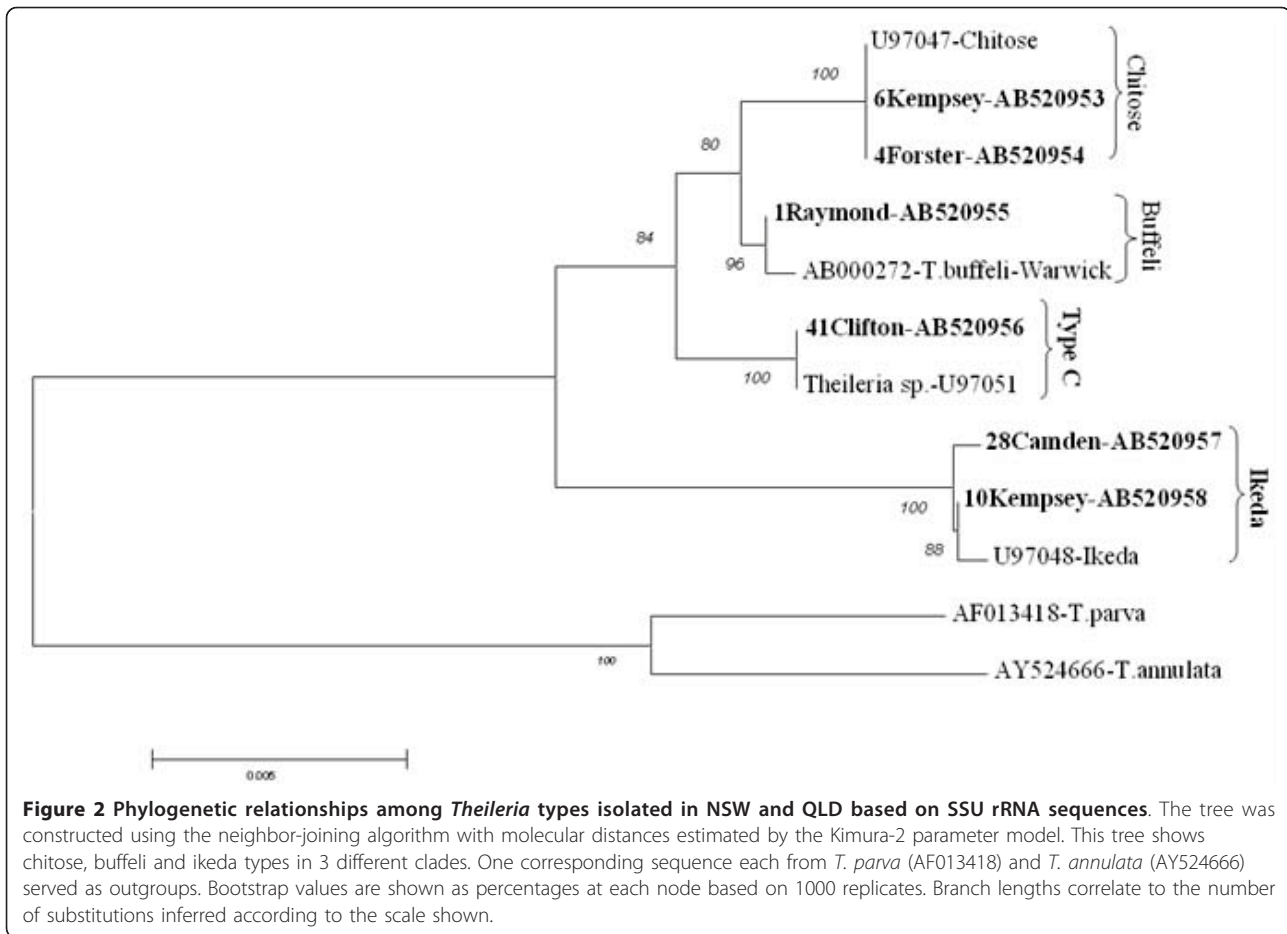 U97047-Chitose
100
6Kempsey-AB520953
Chitose
4Forster-AB520954
80
1Raymond-AB520955
Buffeli
84
96
AB000272-T.buffeli-Warwick
41Clifton-AB520956
Type C
100
Theileria sp.-U97051
28Camden-AB520957
10Kempsey-AB520958
Ikeda
100
88
U97048-Ikeda
AF013418-T.parva
100
AY524666-T.annulata
0.005
Figure 2 Phylogenetic relationships among Theileria types isolated in NSW and QLD based on SSU rRNA sequences. The tree was
constructed using the neighbor-joining algorithm with molecular distances estimated by the Kimura-2 parameter model. This tree shows
chitose, buffeli and ikeda types in 3 different clades. One corresponding sequence each from T. parva (AF013418) and T. annulata (AY524666)
served as outgroups. Bootstrap values are shown as percentages at each node based on 1000 replicates. Branch lengths correlate to the number
of substitutions inferred according to the scale shown.